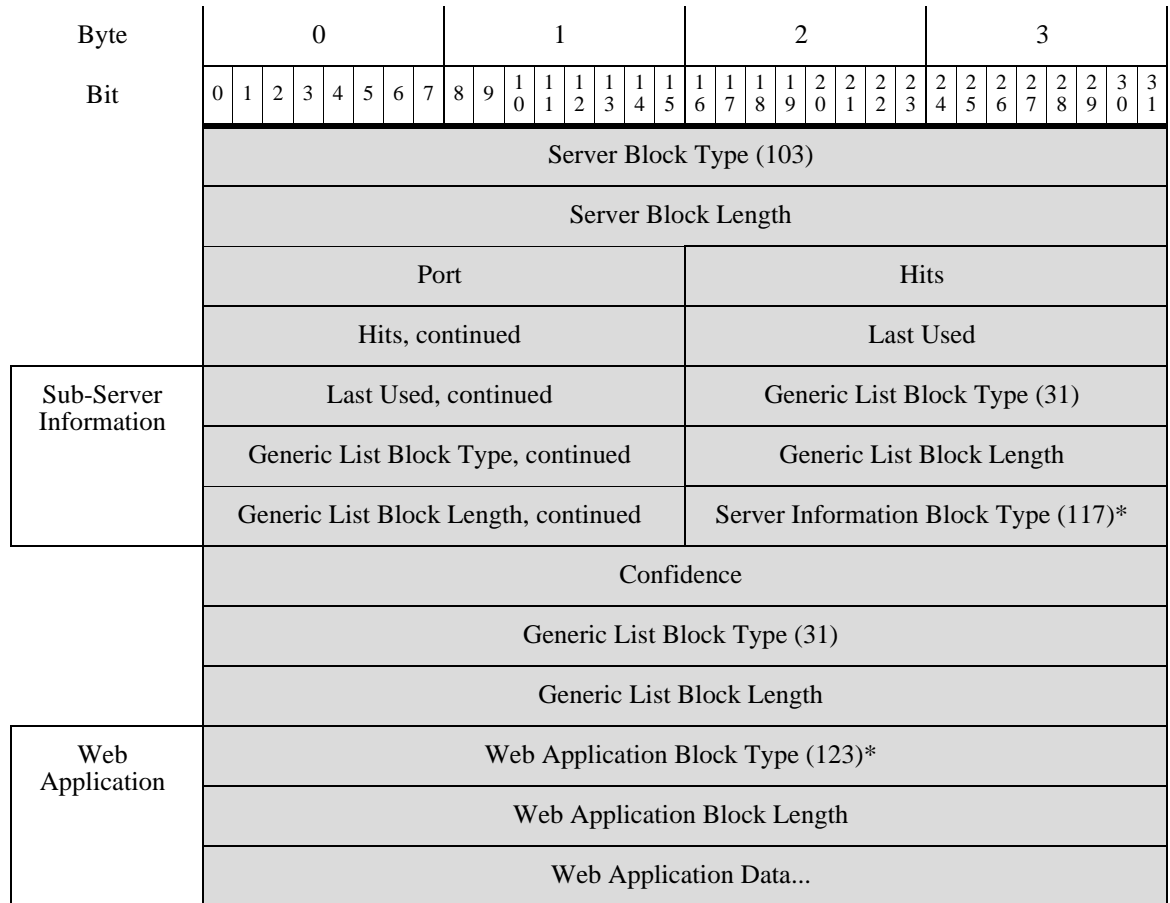 Byte 0 1 2 3
Bit 0 1 2 3 4 5 6 7 8 9 10 11 12 13 14 15 16 17 18 19 20 21 22 23 24 25 26 27 28 29 30 31
Server Block Type (103)
Server Block Length
Port Hits
Hits, continued Last Used
Sub-Server Last Used, continued Generic List Block Type (31)
Information
Generic List Block Type, continued Generic List Block Length
Generic List Block Length, continued Server Information Block Type (117)*
Confidence
Generic List Block Type (31)
Generic List Block Length
Web Web Application Block Type (123)*
Application
Web Application Block Length
Web Application Data...